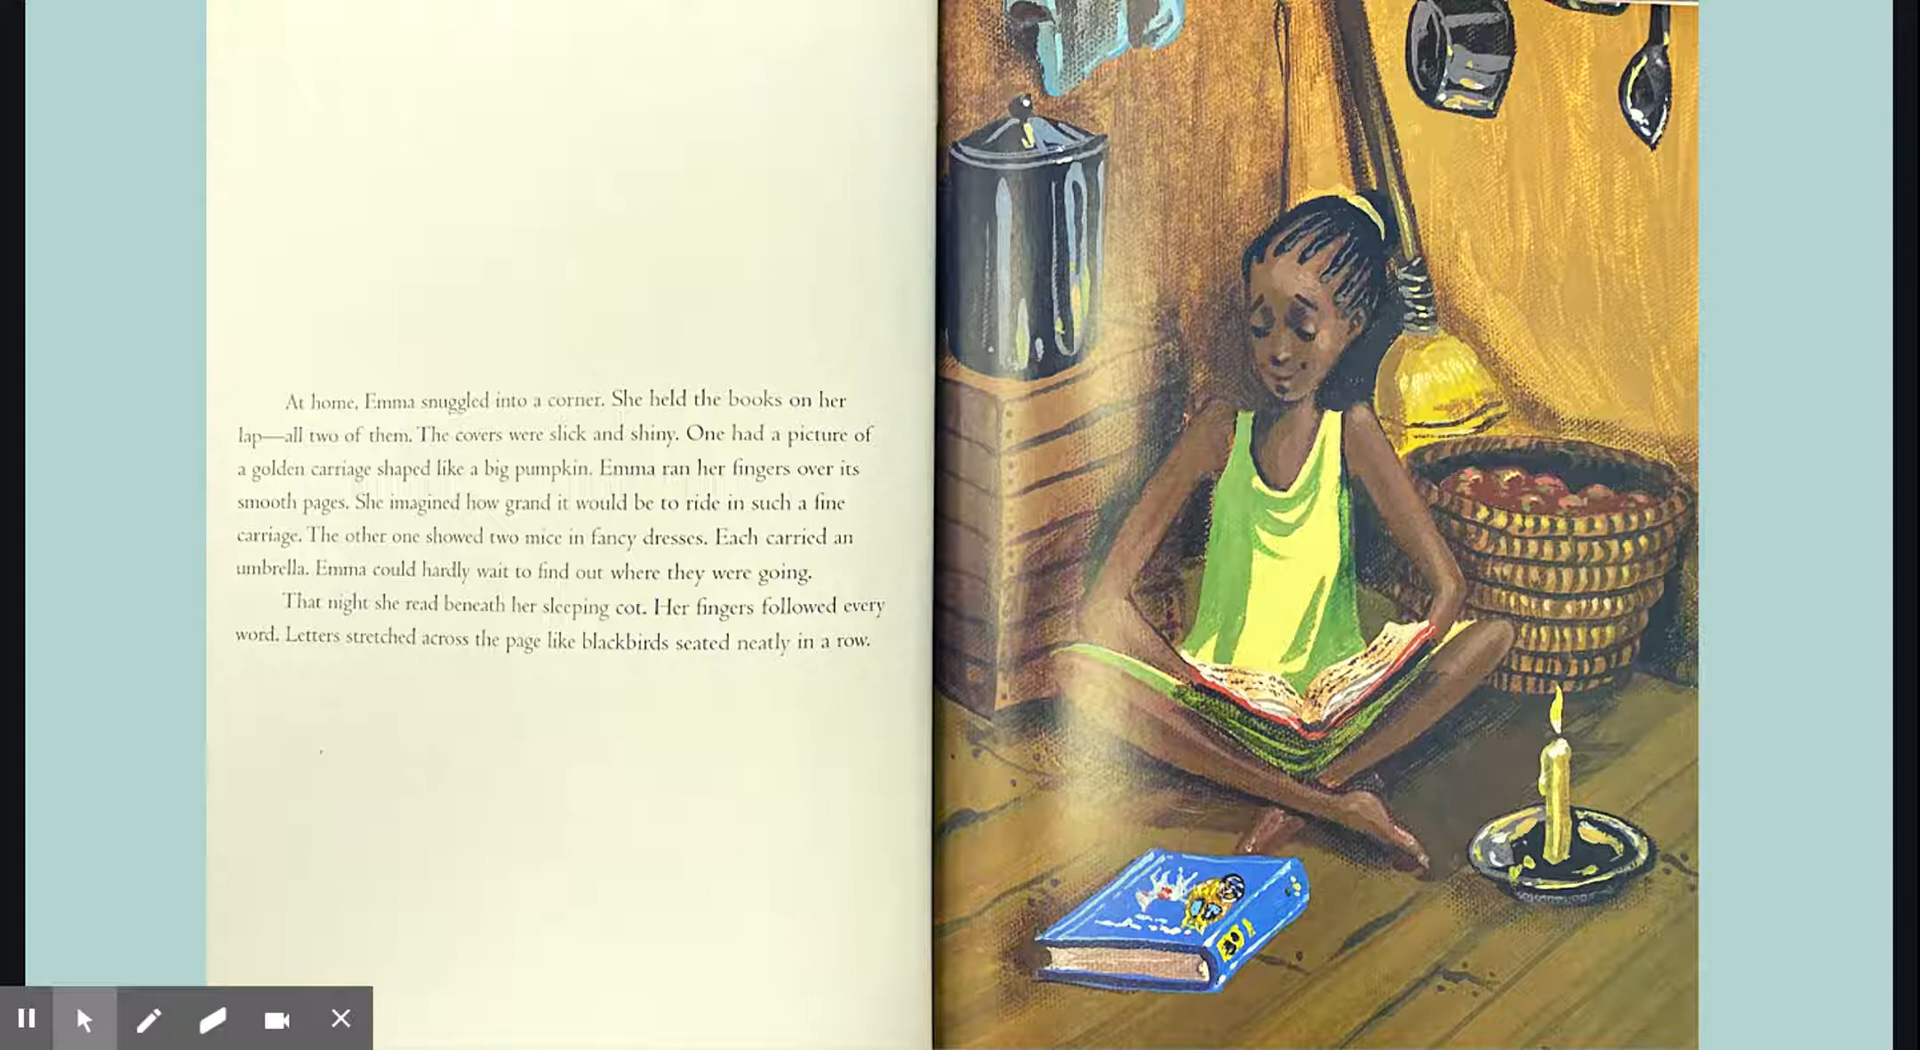 At home, Emma snuggled into a corner. She held the books on her
lap—all two of them. The covers were slick and shiny. One had a picture of
a golden carriage shaped like a big pumpkin. Emma ran her fingers over its
smooth pages. She imagined how grand it would be to ride in such a fine
carriage. The other one showed two mice in fancy dresses. Each carried an
umbrella. Emma could hardly wait to find out where they were going.
That night she read beneath her sleeping cot. Her fingers followed every
word. Letters stretched across the page like blackbirds seated neatly in a row.